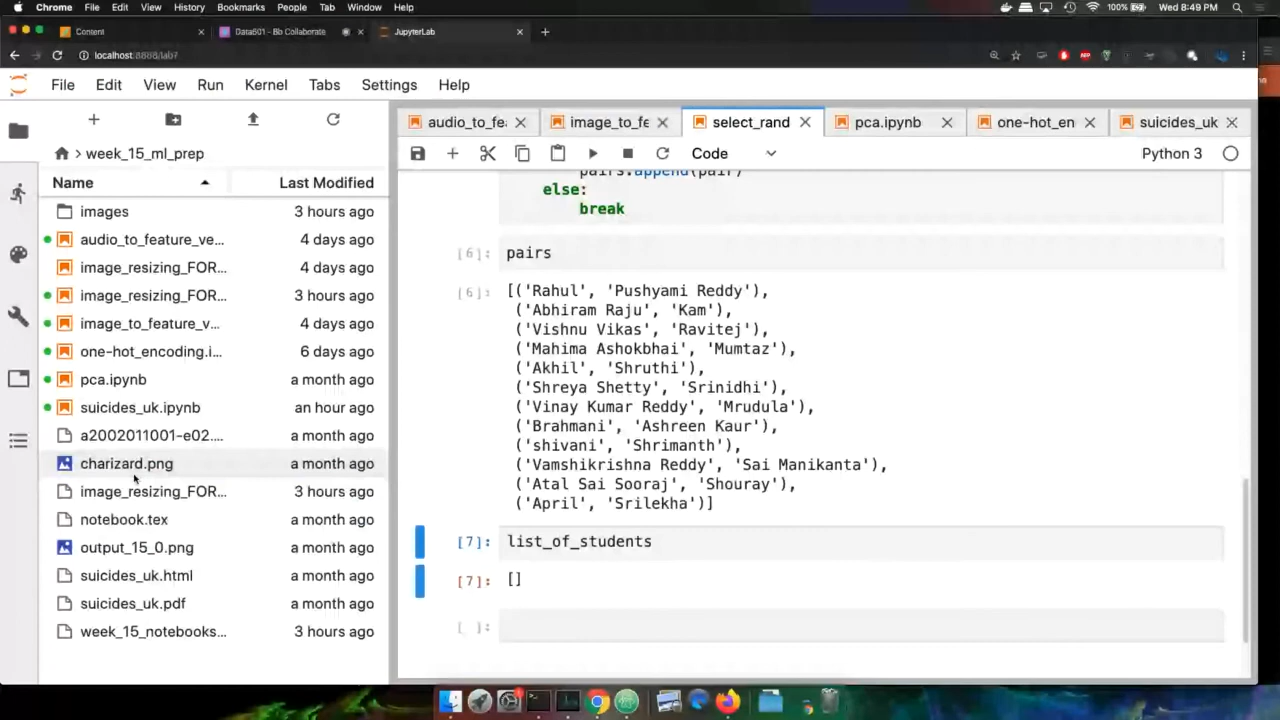 Chrome File Edit View History Bookmarks People Tab Window Help 100% Wed 8:49 PM
Content Data601 - Bb Collaborate JupyterLab
localhost:8888/lab?
File Edit View Run Kernel Tabs Settings Help
audio_to_fea image_to_fe select_rand pca.ipynb one-hot_en suicides_uk
week_15_ml_prep
Code Python 3
Name Last Modified
images 3 hours ago
audio_to_feature_ve... 4 days ago
image_resizing_FOR... 4 days ago
image_resizing_FOR... 3 hours ago
image_to_feature_v... 4 days ago
one-hot_encoding.i... 6 days ago
pca.ipynb a month ago
suicides_uk.ipynb an hour ago
a2002011001-e02.... a month ago
charizard.png a month ago
image_resizing_FOR... 3 hours ago
notebook.tex a month ago
output_15_0.png a month ago
suicides_uk.html a month ago
suicides_uk.pdf a month ago
week_15_notebooks... 3 hours ago
pairs.append(pair)
else:
break
[6]: pairs
[6]: [('Rahul', 'Pushyami Reddy'),
('Abhiram Raju', 'Kam'),
('Vishnu Vikas', 'Ravitej'),
('Mahima Ashokbhai', 'Mumtaz'),
('Akhil', 'Shruthi'),
('Shreya Shetty', 'Srinidhi'),
('Vinay Kumar Reddy', 'Mrudula'),
('Brahmani', 'Ashreen Kaur'),
('shivani', 'Shrimanth'),
('Vamshikrishna Reddy', 'Sai Manikanta'),
('Atal Sai Sooraj', 'Shouray'),
('April', 'Srilekha')]
[7]: list_of_students
[7]: []
[ ]: